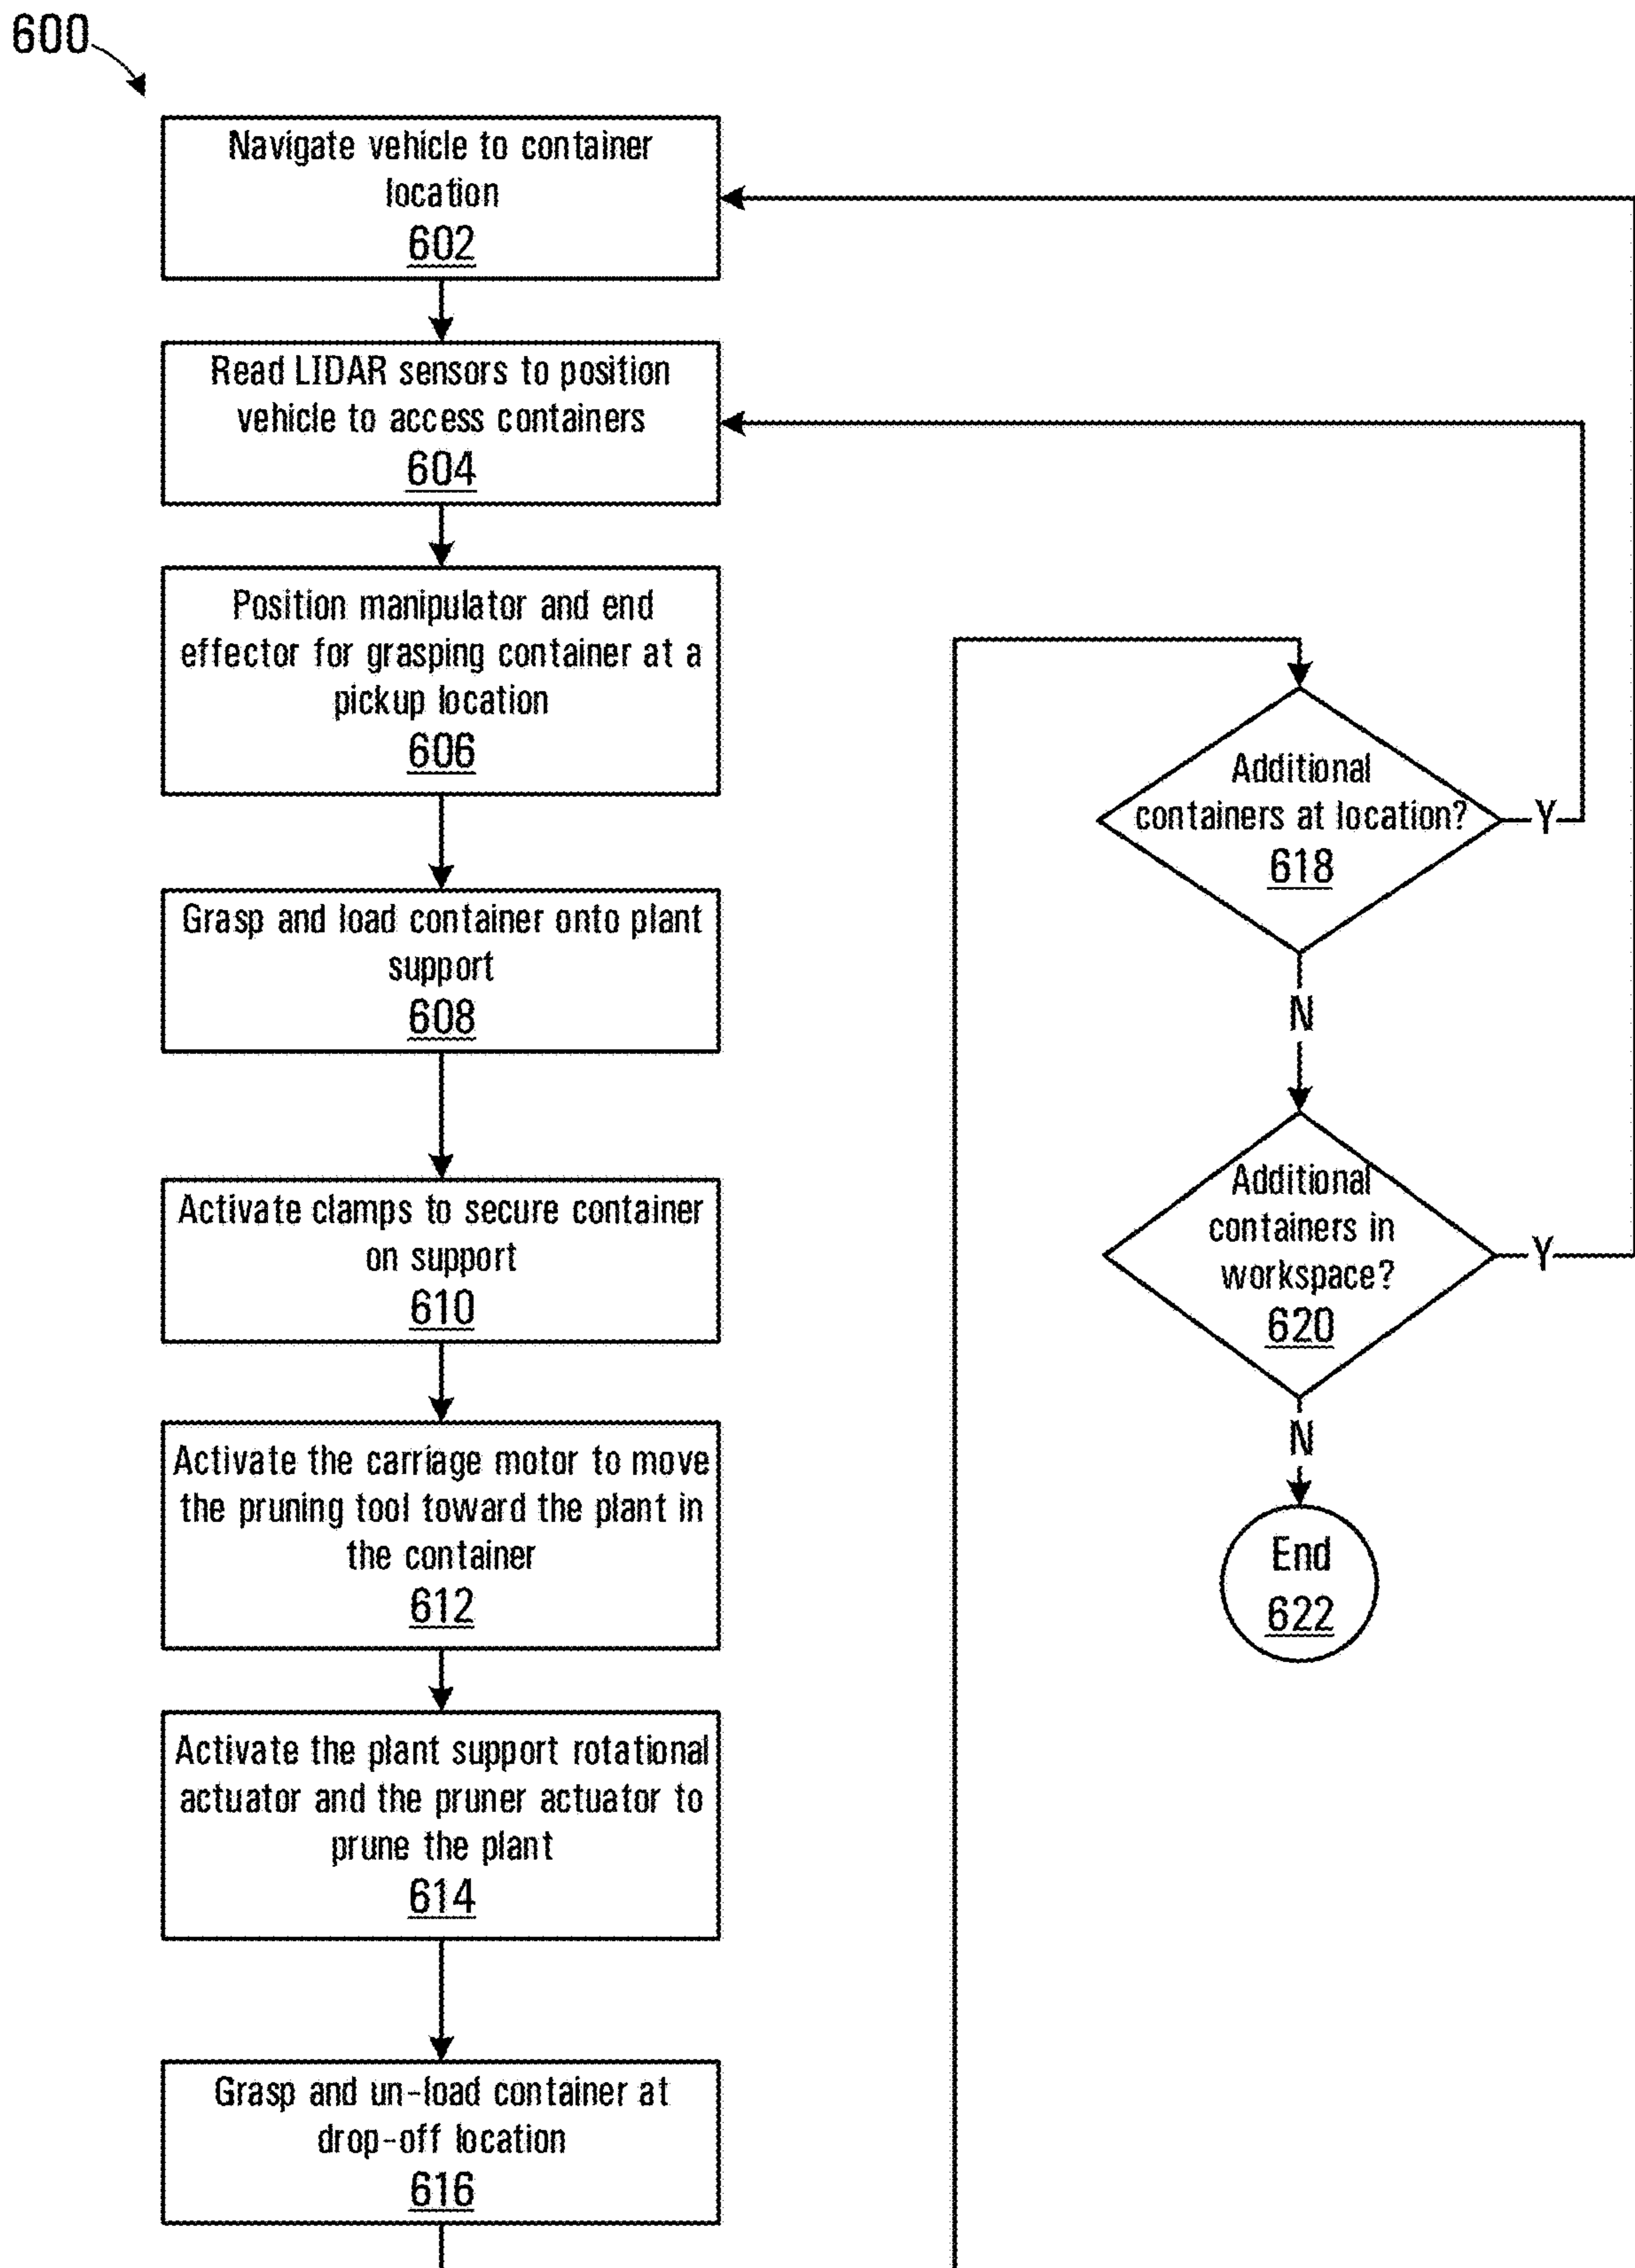 600
Navigate vehicle to container
location
602
Read LIDAR sensors to position
vehicle to access containers
604
Position manipulator and end
effector for grasping container at a
pickup location
606
Grasp and load container onto plant
support
608
Activate clamps to secure container
on support
610
Activate the carriage motor to move
the pruning tool toward the plant in
the container
612
Activate the plant support rotational
actuator and the pruner actuator to
prune the plant
614
Grasp and un-load container at
drop-off location
616
Additional
containers at location?
618
Y
N
Additional
containers in
workspace?
620
Y
N
End
622